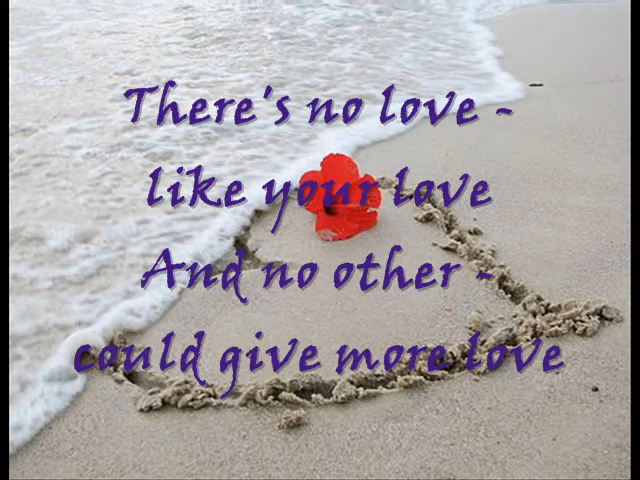 There's no love -
like your love
And no other -
could give more love